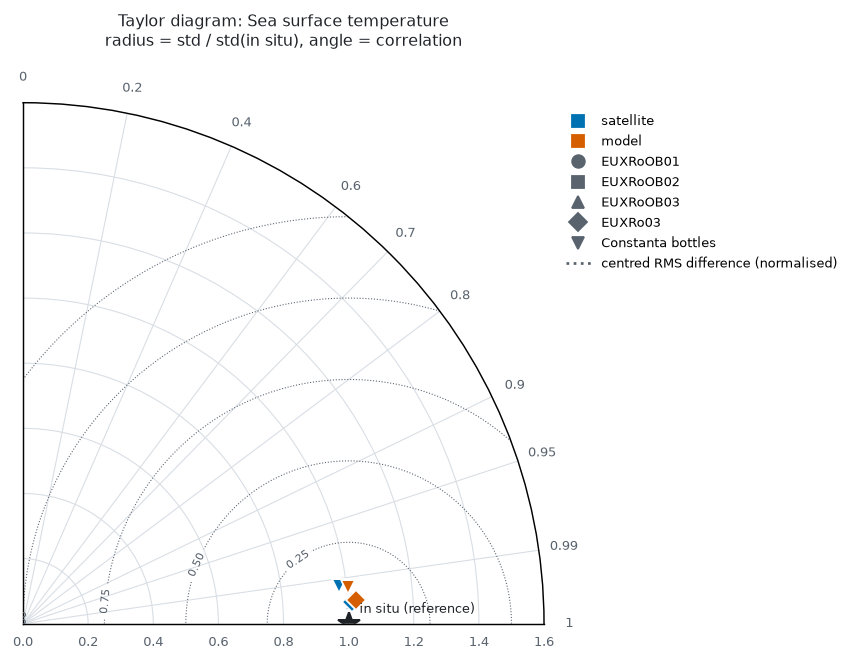 Taylor diagram: Sea surface temperature
radius = std / std(in situ), angle = correlation
0
0.2
0.4
0.6
0.7
0.8
0.9
0.95
0.99
1
satellite
model
EUXRoOB01
EUXRoOB02
EUXRoOB03
EUXRo03
Constanta bottles
centred RMS difference (normalised)
0.25
0.50
0.75
in situ (reference)
0.0
0.2
0.4
0.6
0.8
1.0
1.2
1.4
1.6